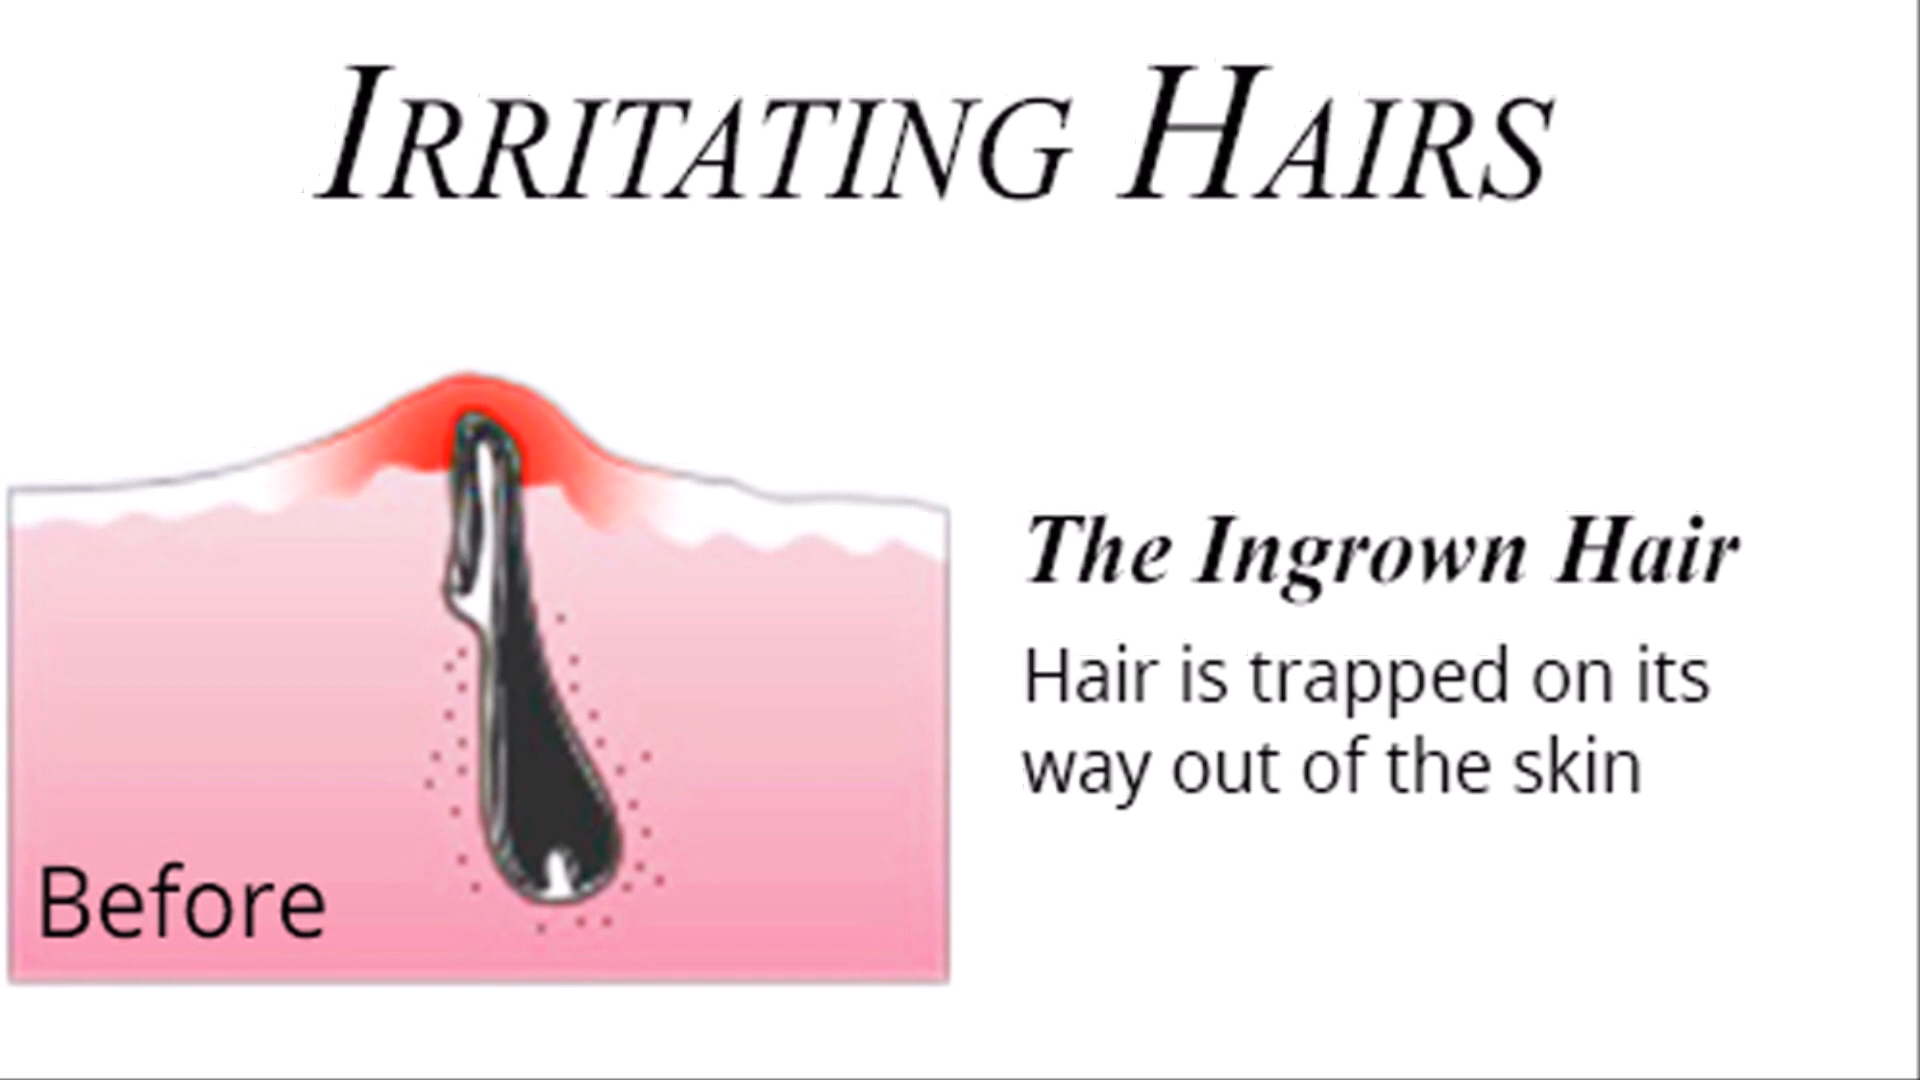 Irritating Hairs
The Ingrown Hair
Hair is trapped on its
way out of the skin
Before